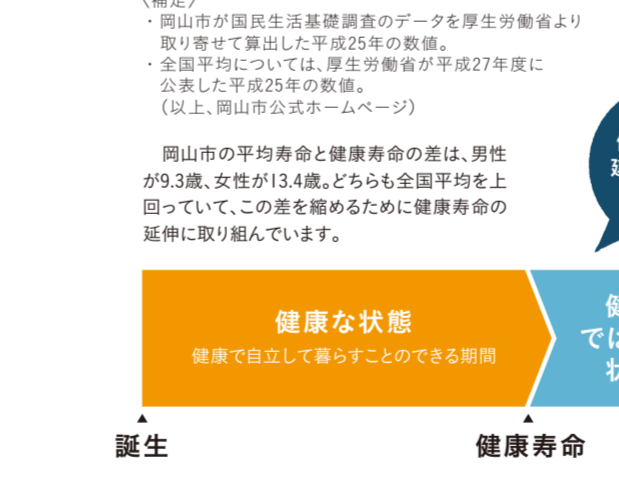 〈補足〉
・岡山市が国民生活基礎調査のデータを厚生労働省より
取り寄せて算出した平成25年の数値。
・全国平均については、厚生労働省が平成27年度に
公表した平成25年の数値。
（以上、岡山市公式ホームページ）
岡山市の平均寿命と健康寿命の差は、男性
が9.3歳、女性が13.4歳。どちらも全国平均を上
回っていて、この差を縮めるために健康寿命の
延伸に取り組んでいます。
延
健康な状態
健康で自立して暮らすことのできる期間
健
では
状
誕生
健康寿命